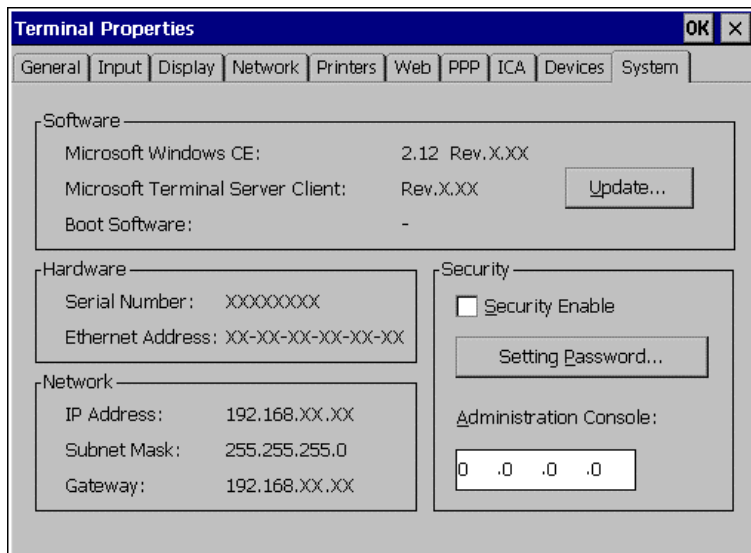 Terminal Properties OK ×
General Input Display Network Printers Web PPP ICA Devices System
Software
Microsoft Windows CE: 2.12 Rev.X.XX
Microsoft Terminal Server Client: Rev.X.XX
Update...
Boot Software: -
Hardware
Serial Number: XXXXXXXX
Ethernet Address: XX-XX-XX-XX-XX-XX
Network
IP Address: 192.168.XX.XX
Subnet Mask: 255.255.255.0
Gateway: 192.168.XX.XX
Security
Security Enable
Setting Password...
Administration Console:
0 .0 .0 .0